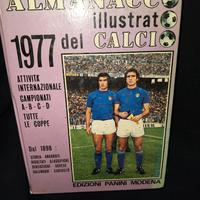 ALMANACCO
illustrato
1977 del CALCIO
ATTIVITÀ
INTERNAZIONALE
CAMPIONATI
A-B-C-D
TUTTE
LE COPPE
Dal 1898
EDIZIONI PANINI MODENA